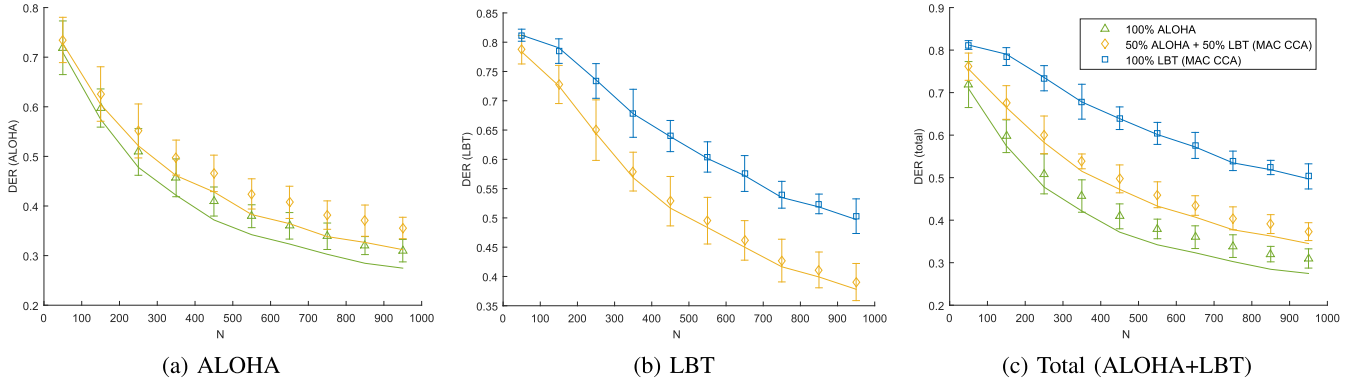 0.8
0.7
0.6
0.5
0.4
0.3
0.2
DER (ALOHA)
0 100 200 300 400 500 600 700 800 900 1000
N
(a) ALOHA
0.85
0.8
0.75
0.7
0.65
0.6
0.55
0.5
0.45
0.4
0.35
DER (LBT)
0 100 200 300 400 500 600 700 800 900 1000
N
(b) LBT
0.9
0.8
0.7
0.6
0.5
0.4
0.3
0.2
DER (total)
100% ALOHA
50% ALOHA + 50% LBT (MAC CCA)
100% LBT (MAC CCA)
0 100 200 300 400 500 600 700 800 900 1000
N
(c) Total (ALOHA+LBT)